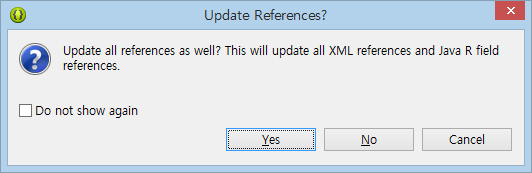 Update References?
Update all references as well? This will update all XML references and Java R field
references.
Do not show again
Yes
No
Cancel